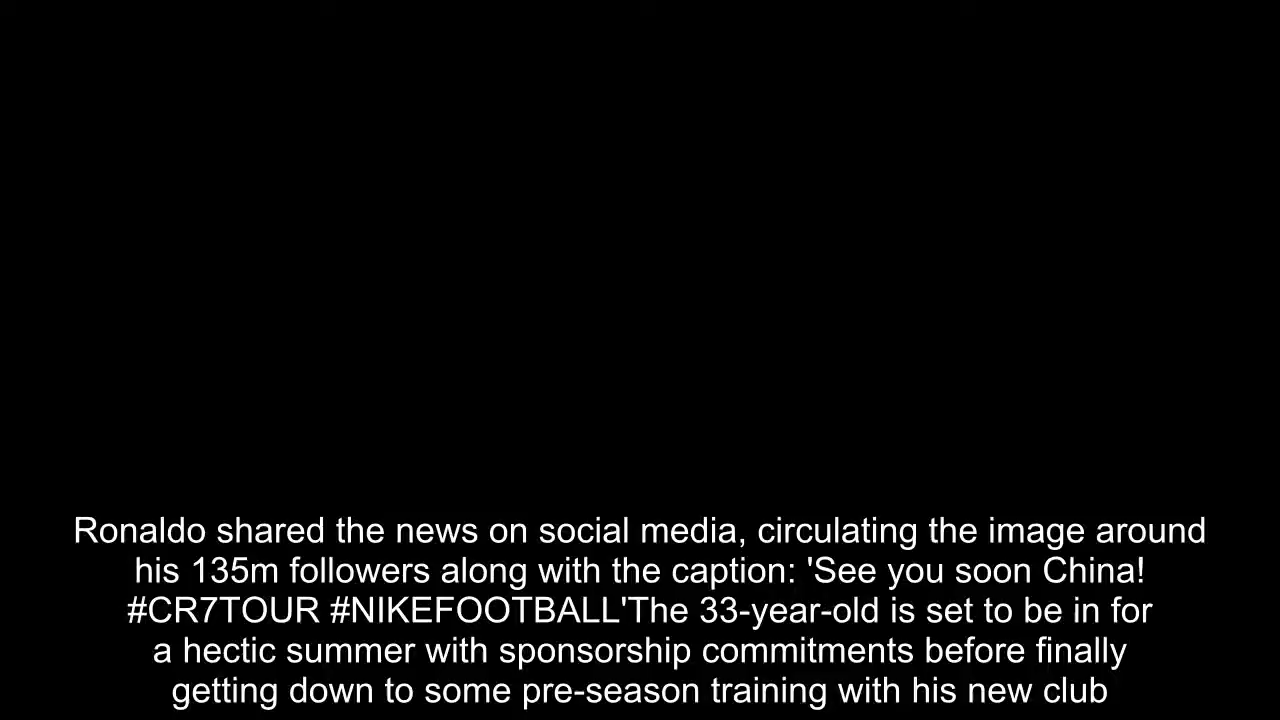 Ronaldo shared the news on social media, circulating the image around
his 135m followers along with the caption: 'See you soon China!
#CR7TOUR #NIKEFOOTBALL'The 33-year-old is set to be in for
a hectic summer with sponsorship commitments before finally
getting down to some pre-season training with his new club